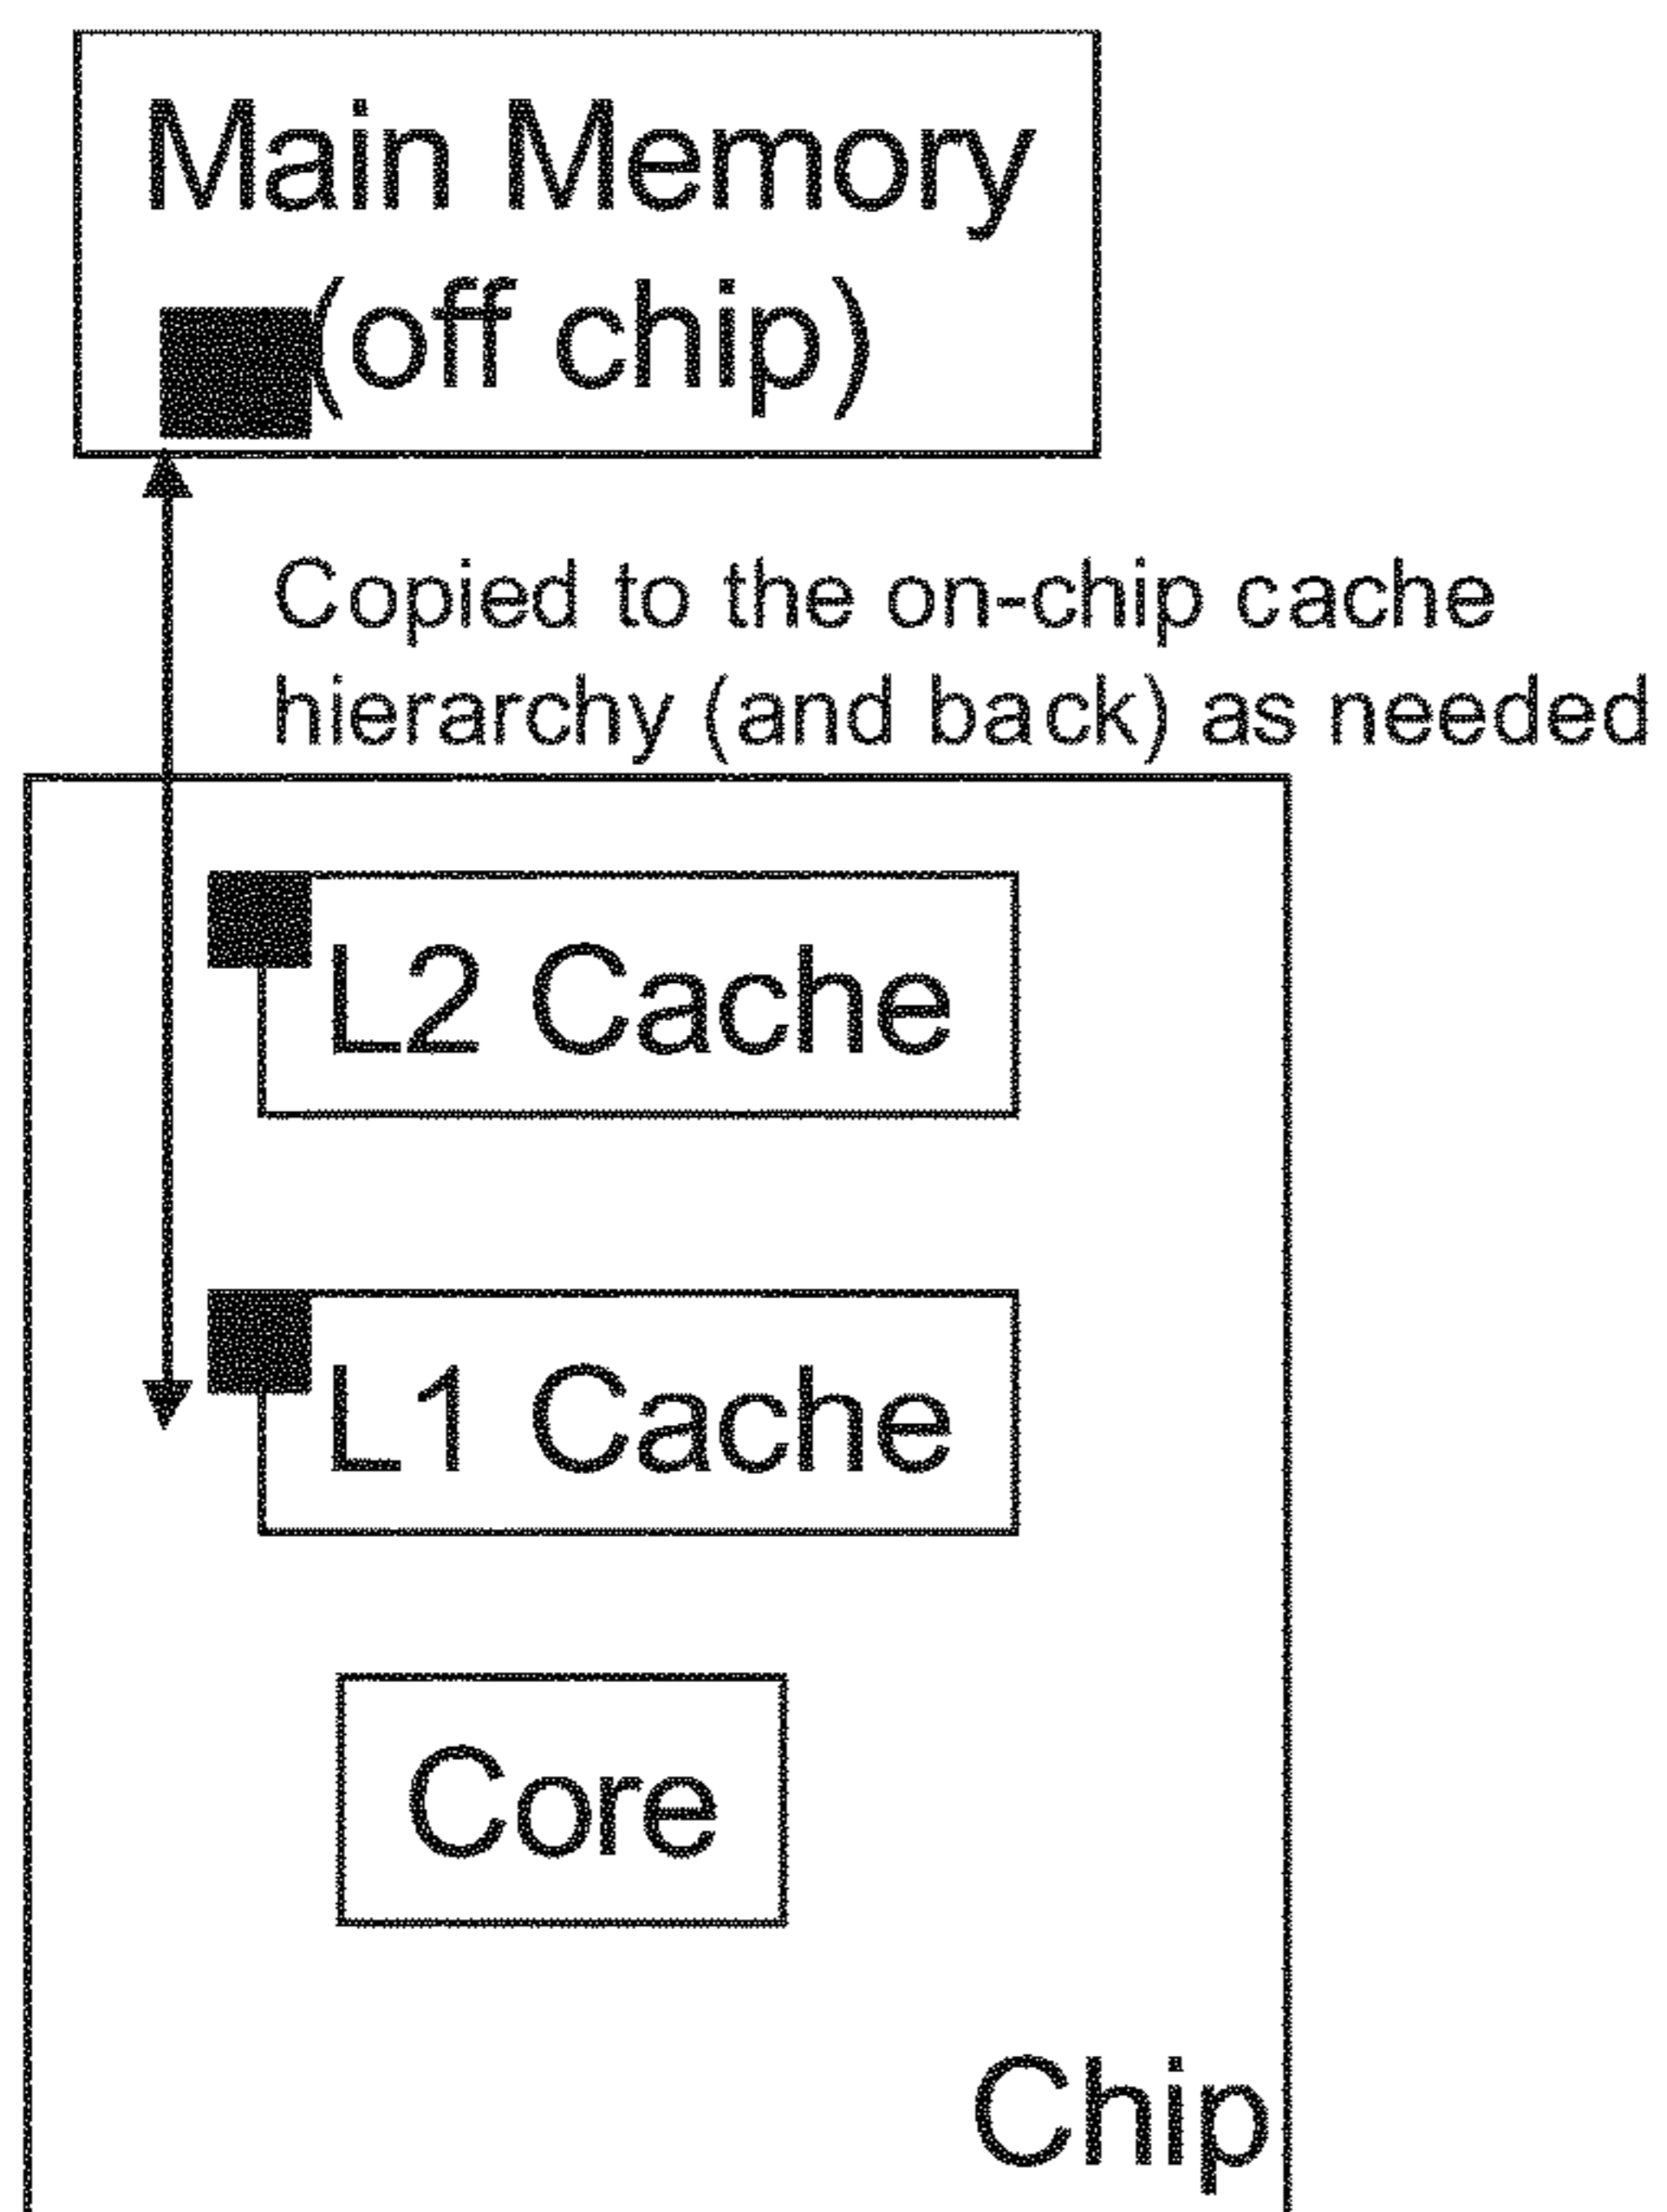 Main Memory
(off chip)
Copied to the on-chip cache
hierarchy (and back) as needed
L2 Cache
L1 Cache
Core
Chip